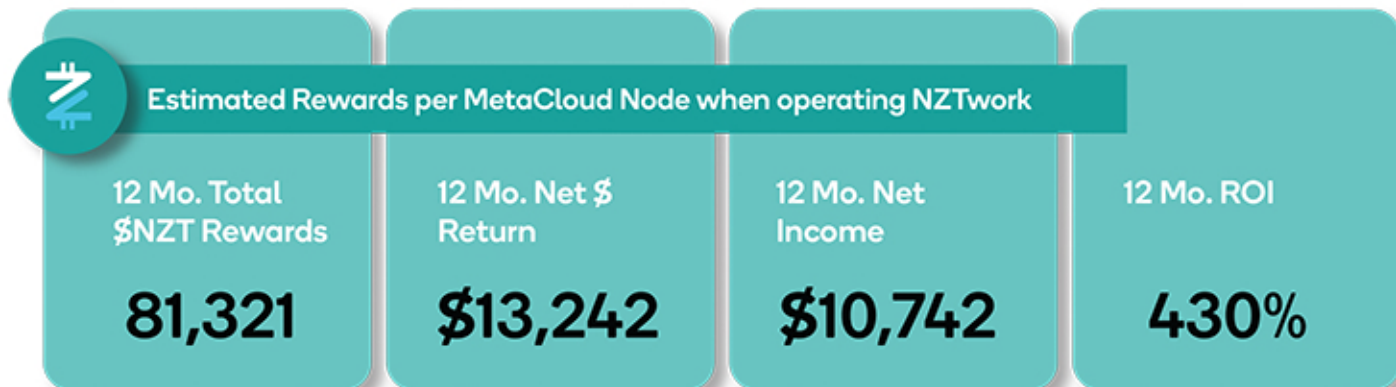 Estimated Rewards per MetaCloud Node when operating NZTwork
12 Mo. Total
$NZT Rewards
81,321
12 Mo. Net $
Return
$13,242
12 Mo. Net
Income
$10,742
12 Mo. ROI
430%